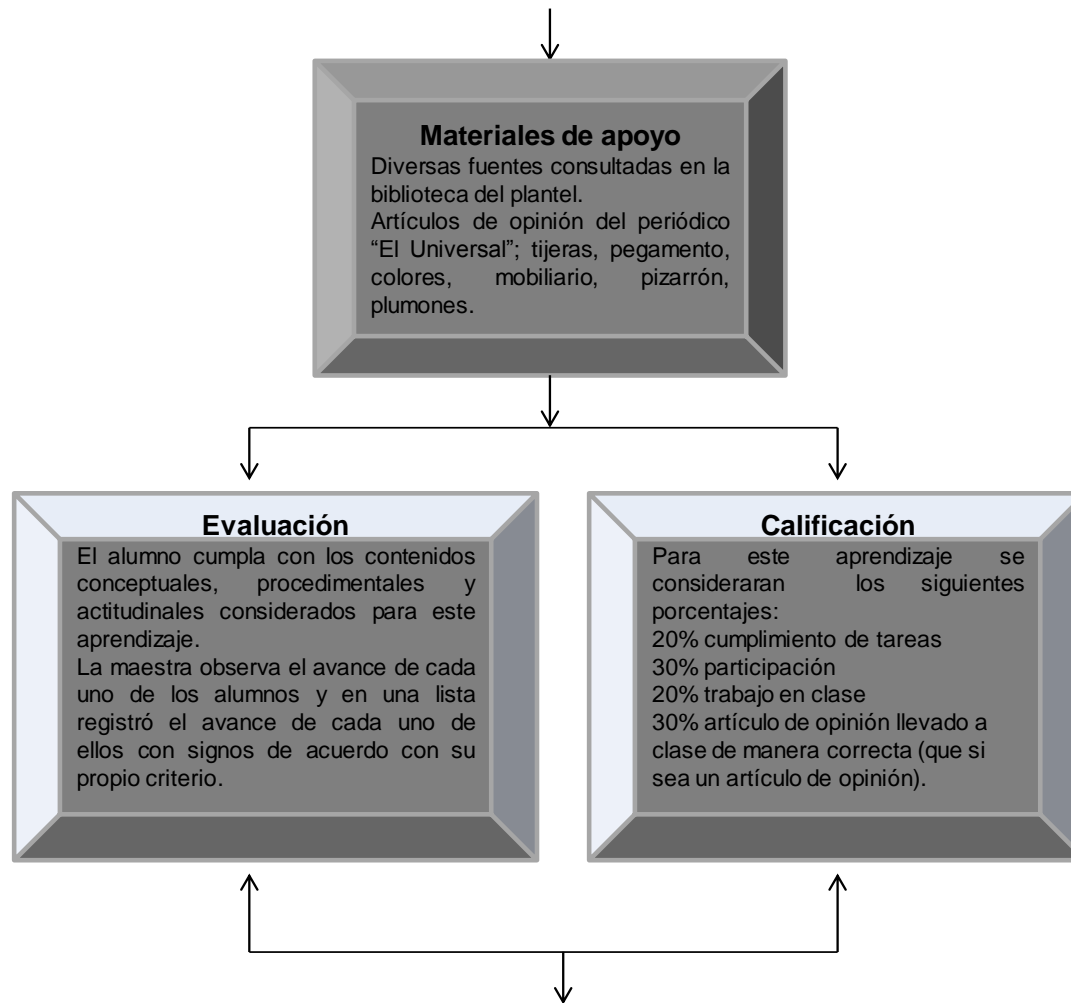 Materiales de apoyo
Diversas fuentes consultadas en la
biblioteca del plantel.
Artículos de opinión del periódico
“El Universal”; tijeras, pegamento,
colores, mobiliario, pizarrón,
plumones.
Evaluación
El alumno cumpla con los contenidos
conceptuales, procedimentales y
actitudinales considerados para este
aprendizaje.
La maestra observa el avance de cada
uno de los alumnos y en una lista
registró el avance de cada uno de
ellos con signos de acuerdo con su
propio criterio.
Calificación
Para este aprendizaje se
consideraran los siguientes
porcentajes:
20% cumplimiento de tareas
30% participación
20% trabajo en clase
30% artículo de opinión llevado a
clase de manera correcta (que si
sea un artículo de opinión).